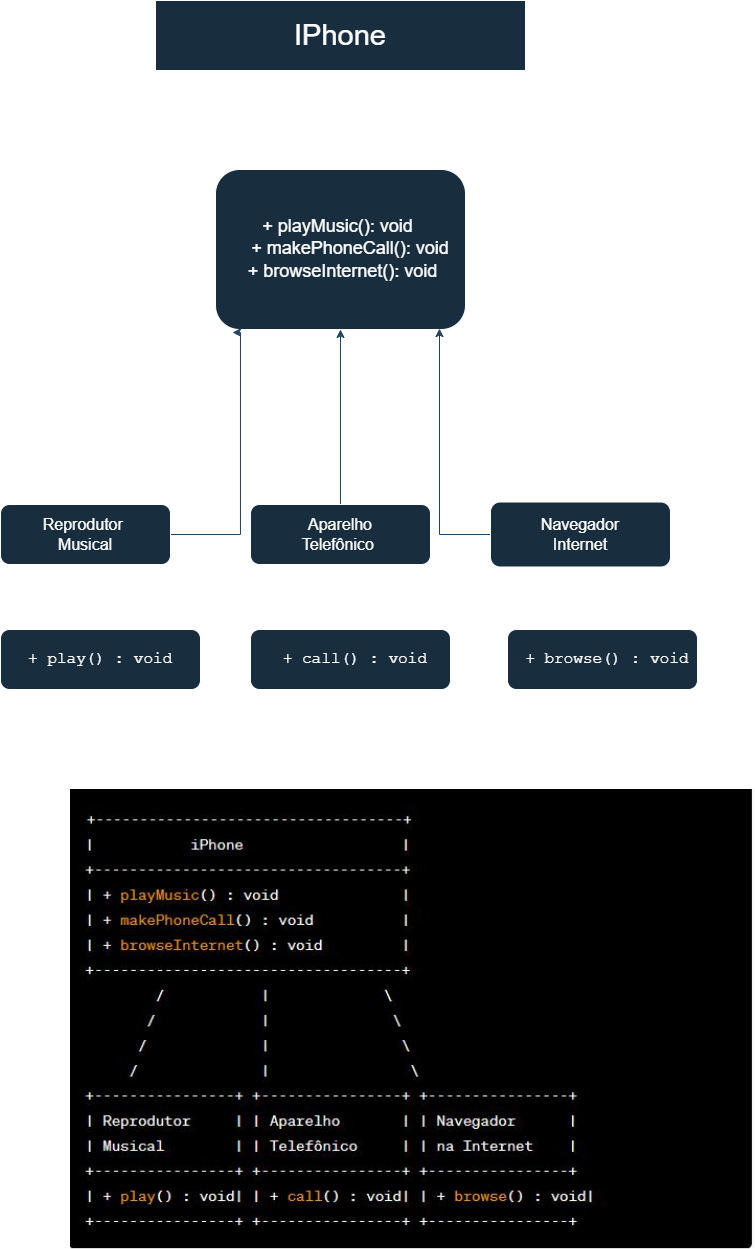 IPhone
+ playMusic(): void
+ makePhoneCall(): void
+ browseInternet(): void
Reprodutor
Musical
Aparelho
Telefônico
Navegador
Internet
+ play() : void
+ call() : void
+ browse() : void
+-----------------------------------+
|           iPhone                  |
+-----------------------------------+
| + playMusic() : void              |
| + makePhoneCall() : void          |
| + browseInternet() : void         |
+-----------------------------------+
        /           |             \
       /            |              \
      /             |               \
     /              |                \
+----------------+ +----------------+ +----------------+
| Reprodutor     | | Aparelho       | | Navegador      |
| Musical        | | Telefônico     | | na Internet    |
+----------------+ +----------------+ +----------------+
| + play() : void| | + call() : void| | + browse() : void|
+----------------+ +----------------+ +----------------+